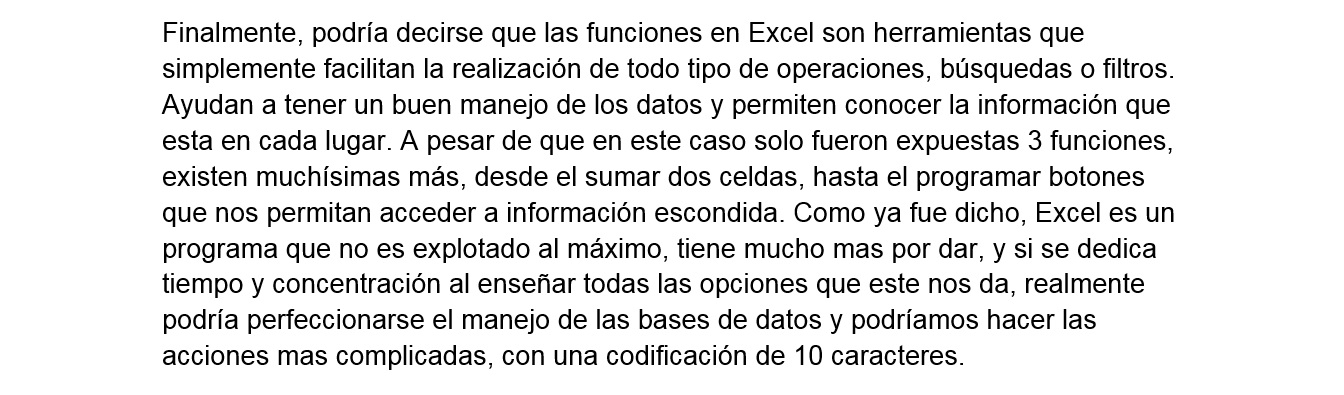 Finalmente, podría decirse que las funciones en Excel son herramientas que
simplemente facilitan la realización de todo tipo de operaciones, búsquedas o filtros.
Ayudan a tener un buen manejo de los datos y permiten conocer la información que
esta en cada lugar. A pesar de que en este caso solo fueron expuestas 3 funciones,
existen muchísimas más, desde el sumar dos celdas, hasta el programar botones
que nos permitan acceder a información escondida. Como ya fue dicho, Excel es un
programa que no es explotado al máximo, tiene mucho mas por dar, y si se dedica
tiempo y concentración al enseñar todas las opciones que este nos da, realmente
podría perfeccionarse el manejo de las bases de datos y podríamos hacer las
acciones mas complicadas, con una codificación de 10 caracteres.